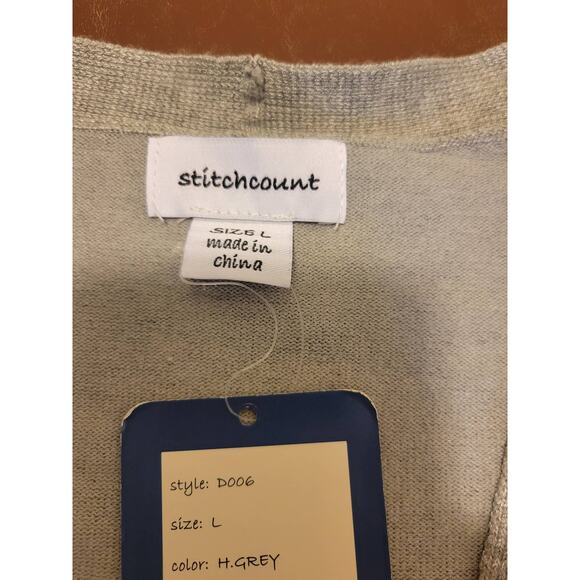 stitchcount
SIZE L
made in
china
style: D006
size: L
color: H.GREY